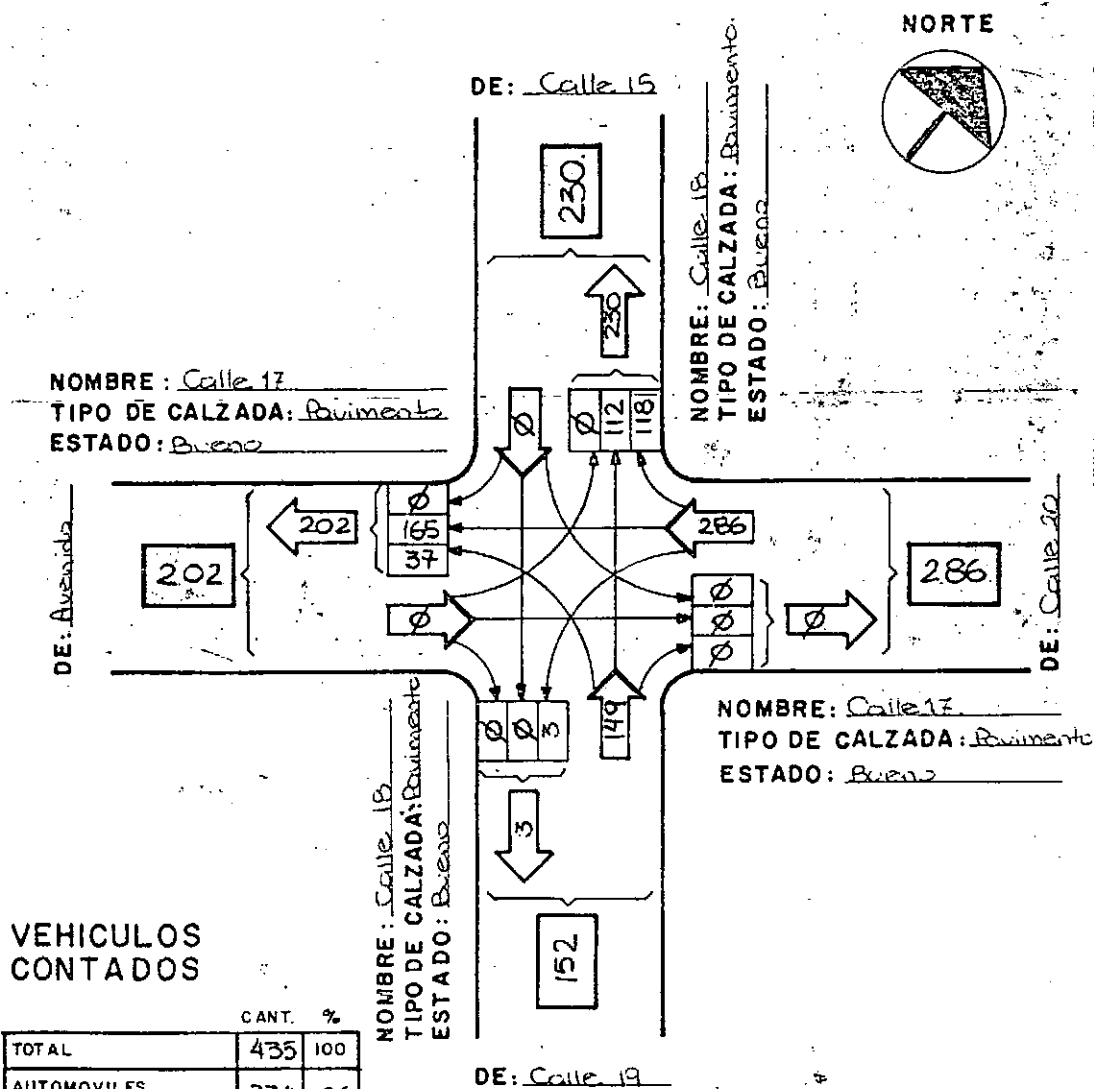 NORTE
DE: Calle 15
230.
NOMBRE: Calle 18
TIPO DE CALZADA: Pavimento.
ESTADO: Bueno
230
NOMBRE: Calle 17
TIPO DE CALZADA: Pavimento
ESTADO: Bueno
Ø
Ø 112 118
DE: Avenida
202
202
Ø
165
37
286
286
DE: Calle 20
Ø
Ø
Ø
Ø
Ø
Ø Ø 3
149
NOMBRE: Calle 17.
TIPO DE CALZADA: Pavimento
ESTADO: Bueno
NOMBRE: Calle 18
TIPO DE CALZADA: Pavimento
ESTADO: Bueno
3
152
VEHICULOS
CONTADOS
CANT. %
TOTAL 435 100
AUTOMOVILES
DE: Calle 19